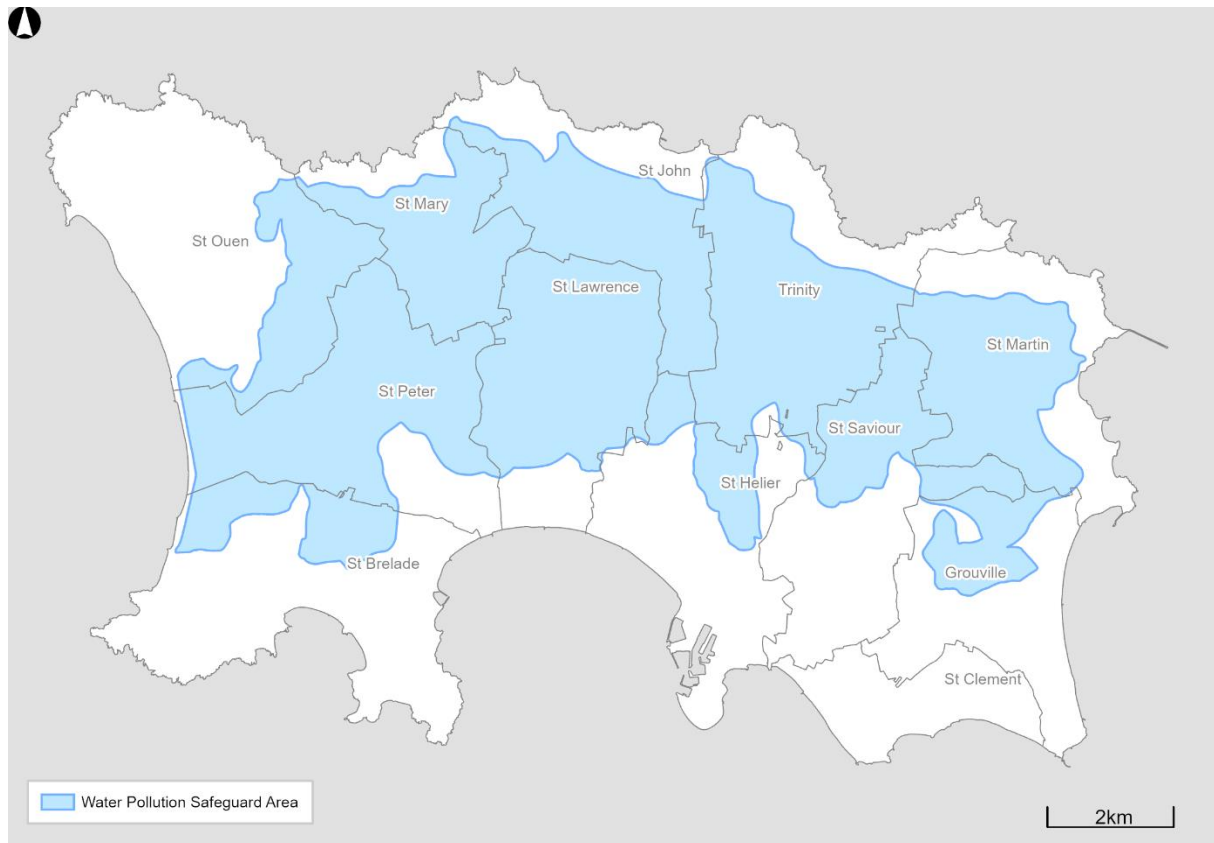 St John
St Mary
St Ouen
St Lawrence
Trinity
St Martin
St Peter
St Saviour
St Helier
St Brelade
Grouville
St Clement
Water Pollution Safeguard Area
2km